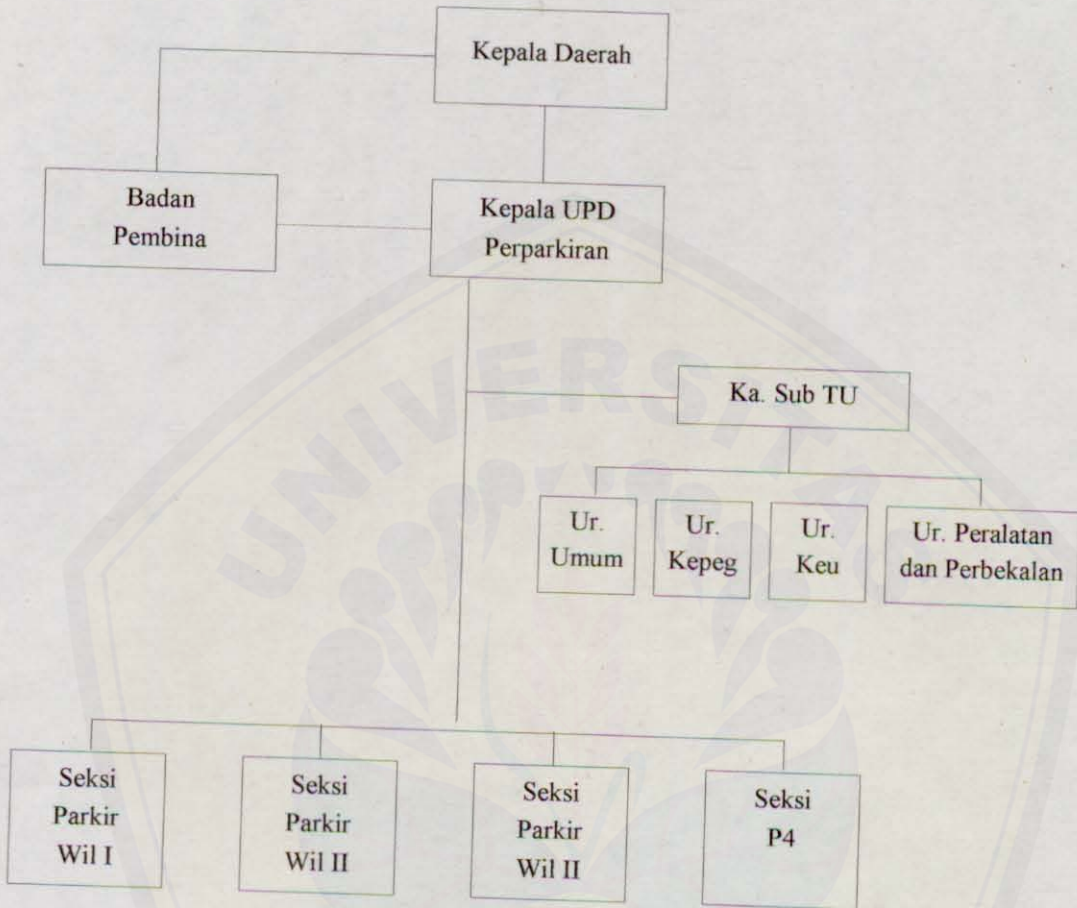 Kepala Daerah
Badan
Pembina
Kepala UPD
Perparkiran
Ka. Sub TU
Ur.
Umum
Ur.
Kepeg
Ur.
Keu
Ur. Peralatan
dan Perbekalan
Seksi
Parkir
Wil I
Seksi
Parkir
Wil II
Seksi
Parkir
Wil II
Seksi
P4
UNIVERSITAS